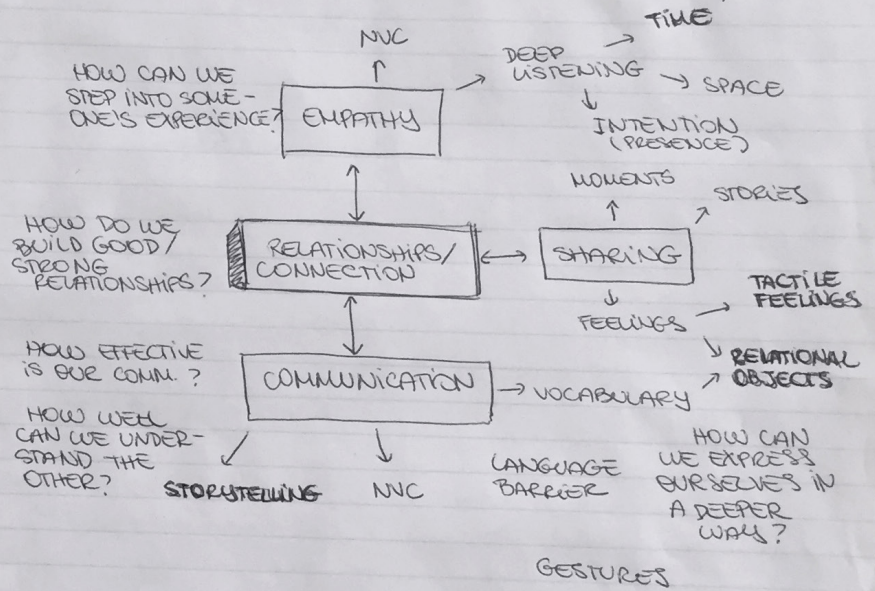 TIME
NVC
DEEP
LISTENING
SPACE
HOW CAN WE
STEP INTO SOME-
ONE'S EXPERIENCE?
EMPATHY
INTENTION
(PRESENCE)
MOMENTS
STORIES
HOW DO WE
BUILD GOOD/
STRONG
RELATIONSHIPS?
RELATIONSHIPS/
CONNECTION
SHARING
TACTILE
FEELINGS
FEELINGS
RELATIONAL
OBJECTS
HOW EFFECTIVE
IS OUR COMM.?
COMMUNICATION
VOCABULARY
HOW WELL
CAN WE UNDER-
STAND THE
OTHER?
STORYTELLING
NVC
LANGUAGE
BARRIER
HOW CAN
WE EXPRESS
OURSELVES IN
A DEEPER
WAY?
GESTURES